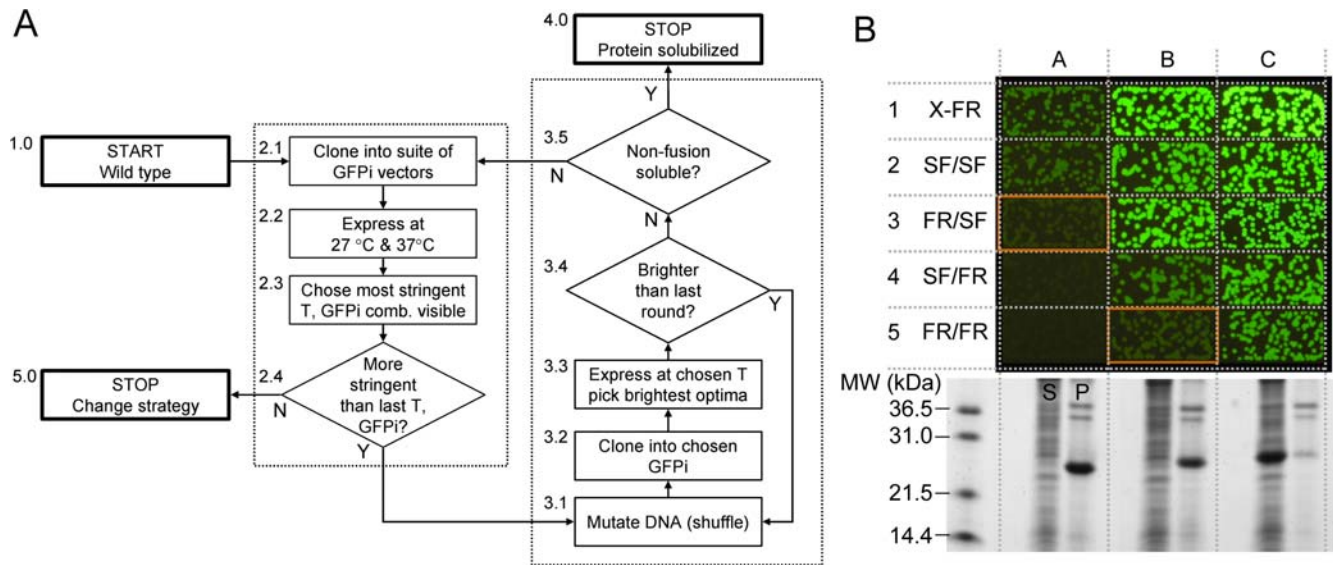 A
1.0
START
Wild type
2.1
Clone into suite of
GFPi vectors
2.2
Express at
27 °C & 37°C
2.3
Chose most stringent
T, GFPi comb. visible
2.4
More
stringent
than last T,
GFPi?
N
Y
5.0
STOP
Change strategy
4.0
STOP
Protein solubilized
Y
3.5
Non-fusion
soluble?
N
N
3.4
Brighter
than last
round?
Y
3.3
Express at chosen T
pick brightest optima
3.2
Clone into chosen
GFPi
3.1
Mutate DNA (shuffle)
B
A B C
1 X-FR
2 SF/SF
3 FR/SF
4 SF/FR
5 FR/FR
MW (kDa)
S P
36.5
31.0
21.5
14.4